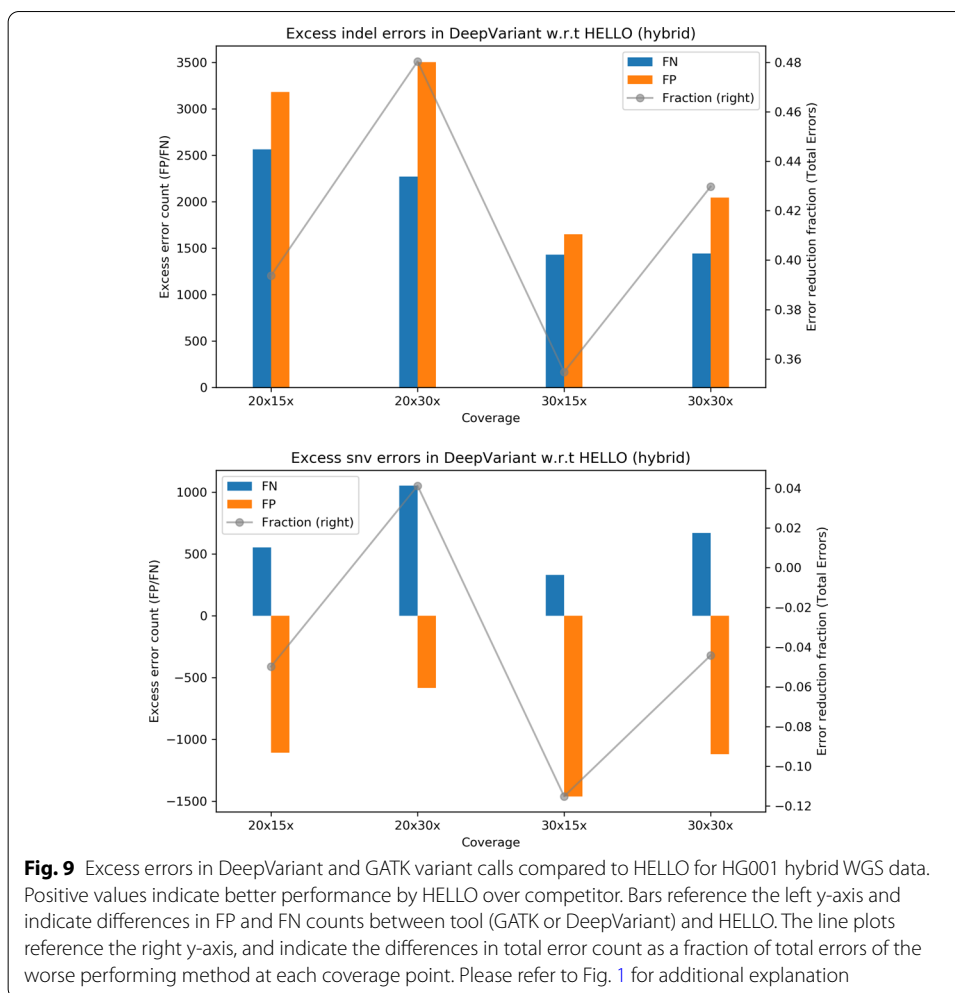 Excess indel errors in DeepVariant w.r.t HELLO (hybrid)
FN
FP
Fraction (right)
3500
3000
2500
2000
1500
1000
500
0
Excess error count (FP/FN)
0.48
0.46
0.44
0.42
0.40
0.38
0.36
Error reduction fraction (Total Errors)
20x15x
20x30x
30x15x
30x30x
Coverage
Excess snv errors in DeepVariant w.r.t HELLO (hybrid)
FN
FP
Fraction (right)
1000
500
0
−500
−1000
−1500
Excess error count (FP/FN)
0.04
0.02
0.00
−0.02
−0.04
−0.06
−0.08
−0.10
−0.12
Error reduction fraction (Total Errors)
20x15x
20x30x
30x15x
30x30x
Coverage
Fig. 9 Excess errors in DeepVariant and GATK variant calls compared to HELLO for HG001 hybrid WGS data.
Positive values indicate better performance by HELLO over competitor. Bars reference the left y-axis and
indicate differences in FP and FN counts between tool (GATK or DeepVariant) and HELLO. The line plots
reference the right y-axis, and indicate the differences in total error count as a fraction of total errors of the
worse performing method at each coverage point. Please refer to Fig. 1 for additional explanation